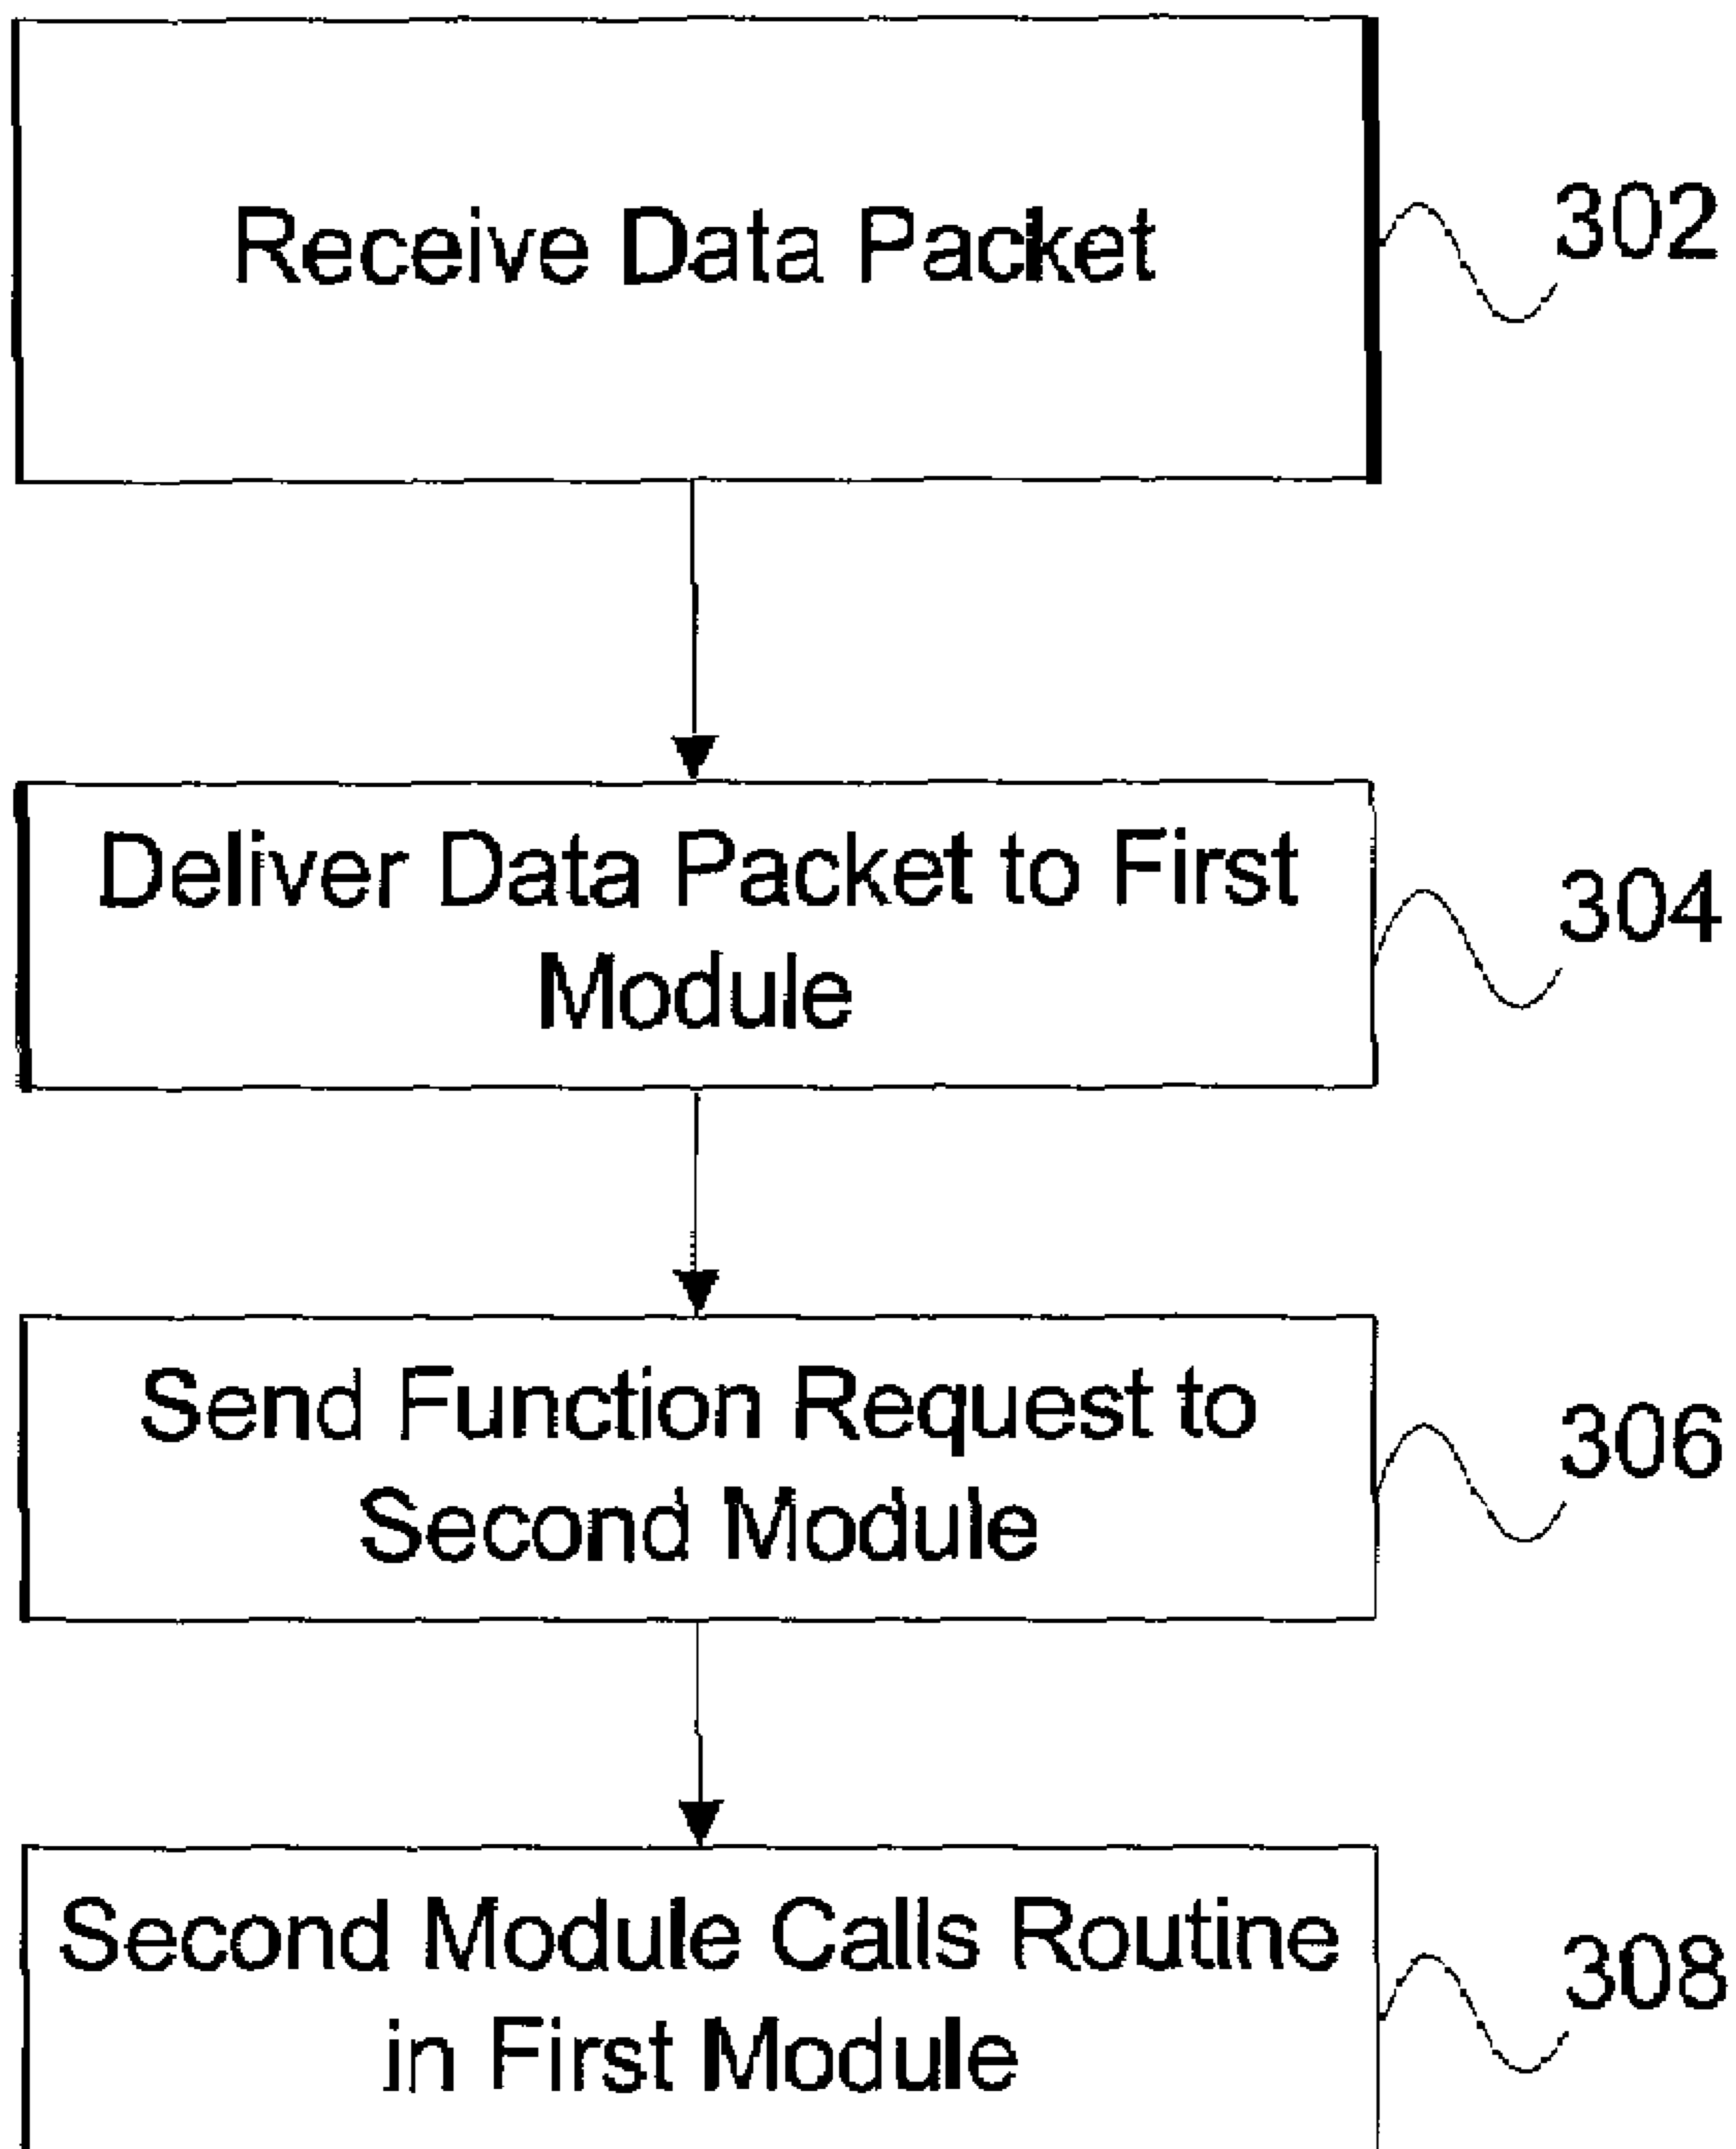 Receive Data Packet
302
Deliver Data Packet to First
Module
304
Send Function Request to
Second Module
306
Second Module Calls Routine
in First Module
308